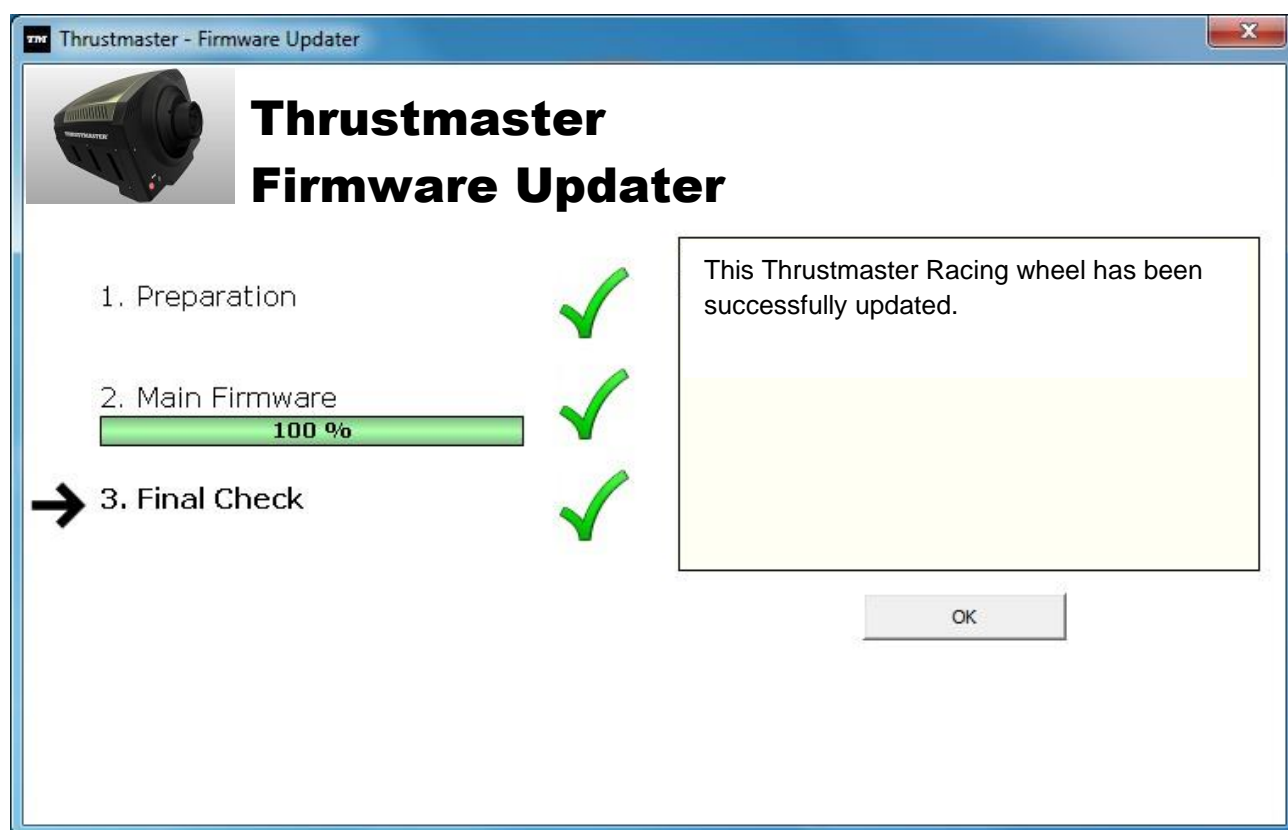 Thrustmaster - Firmware Updater
Thrustmaster
Firmware Updater
THRUSTMASTER
1. Preparation
2. Main Firmware
100 %
3. Final Check
This Thrustmaster Racing wheel has been
successfully updated.
OK